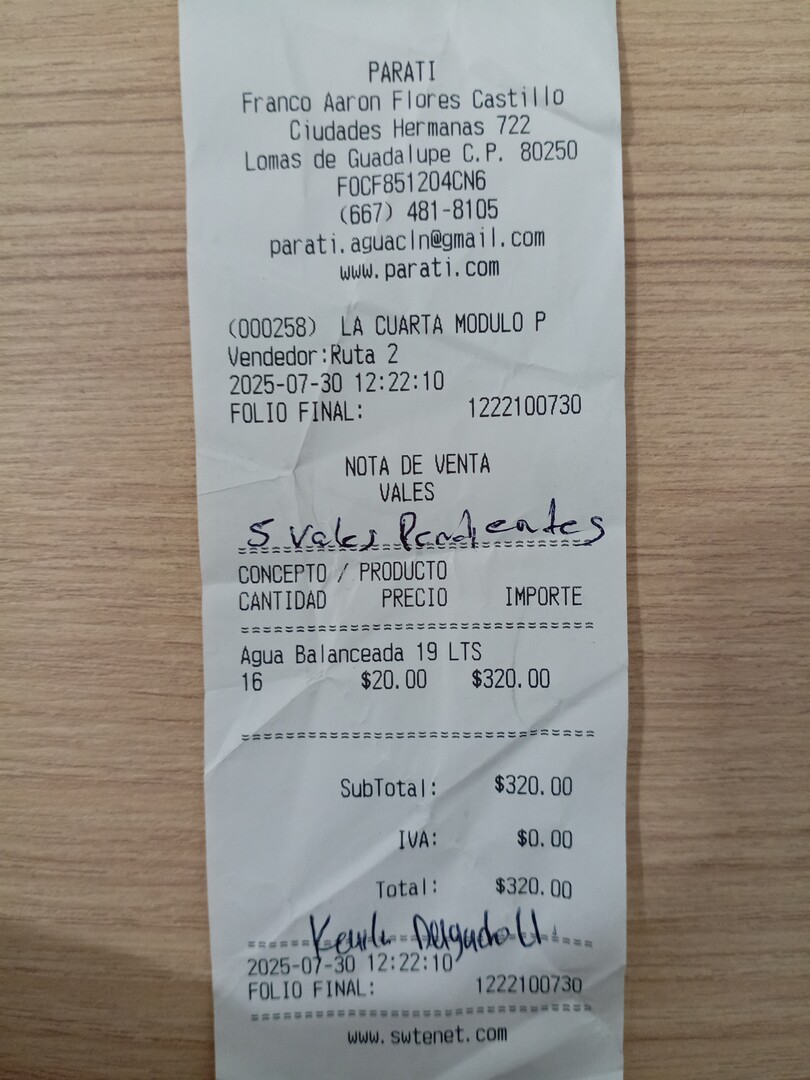 PARATI
Franco Aaron Flores Castillo
Ciudades Hermanas 722
Lomas de Guadalupe C.P. 80250
FOCF851204CN6
(667) 481-8105
parati.aguacln@gmail.com
www.parati.com
(000258) LA CUARTA MODULO P
Vendedor:Ruta 2
2025-07-30 12:22:10
FOLIO FINAL: 1222100730
NOTA DE VENTA
VALES
5 Vales Pendientes
==============================
CONCEPTO / PRODUCTO
CANTIDAD PRECIO IMPORTE
==============================
Agua Balanceada 19 LTS
16 $20.00 $320.00
==============================
SubTotal: $320.00
IVA: $0.00
Total: $320.00
Delgado
2025-07-30 12:22:10
FOLIO FINAL: 1222100730
==============================
www.swtenet.com